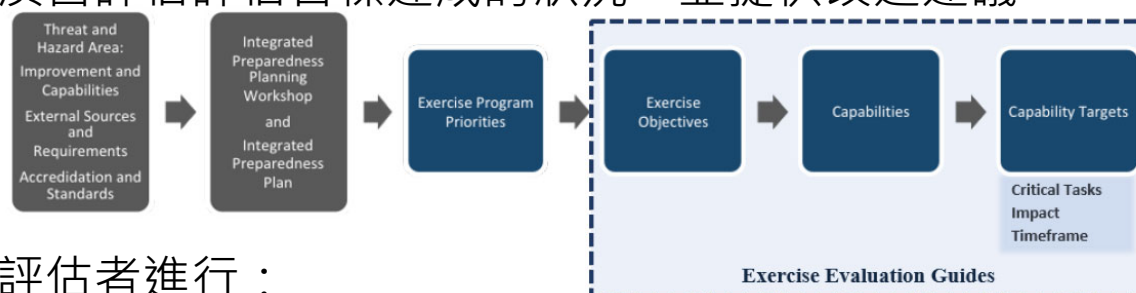 Threat and
Hazard Area:
Improvement and
Capabilities
External Sources
and
Requirements
Accredidation and
Standards
Integrated
Preparedness
Planning
Workshop
and
Integrated
Preparedness
Plan
Exercise Program
Priorities
Exercise
Objectives
Capabilities
Capability Targets
Critical Tasks
Impact
Timeframe
Exercise Evaluation Guides
評估者進行：